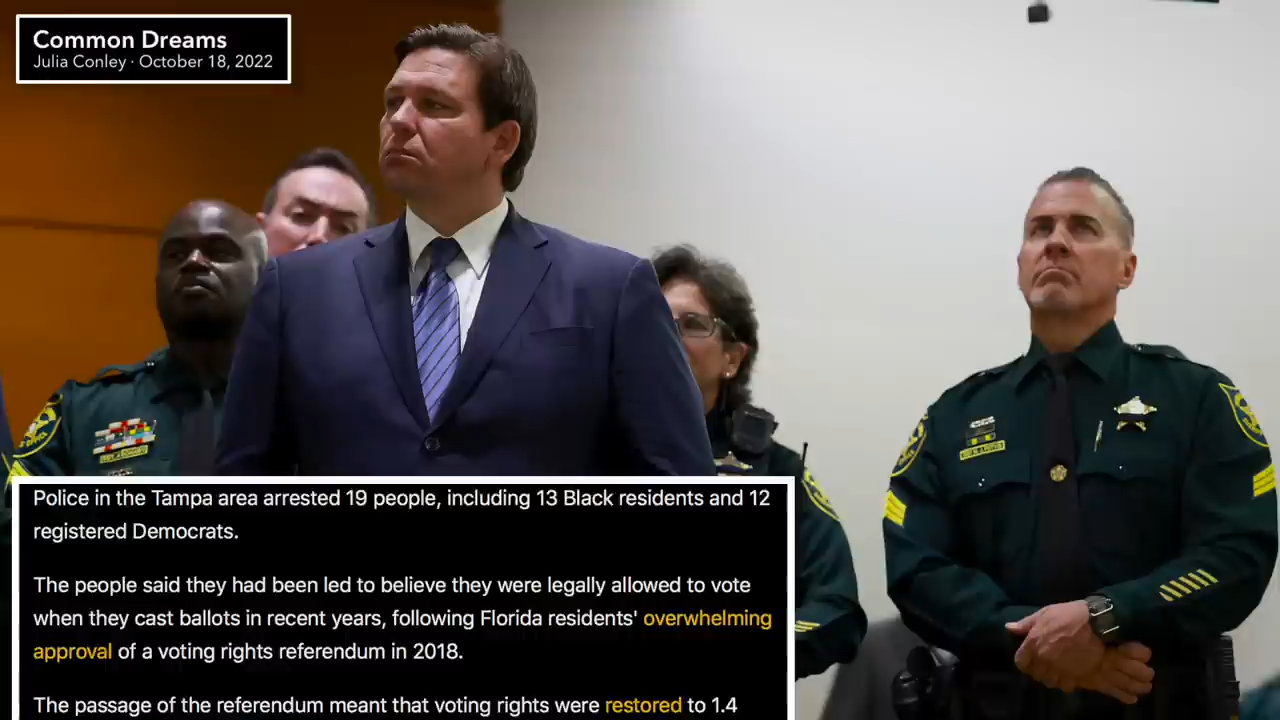 Common Dreams
Julia Conley · October 18, 2022
Police in the Tampa area arrested 19 people, including 13 Black residents and 12
registered Democrats.
The people said they had been led to believe they were legally allowed to vote
when they cast ballots in recent years, following Florida residents' overwhelming
approval of a voting rights referendum in 2018.
The passage of the referendum meant that voting rights were restored to 1.4